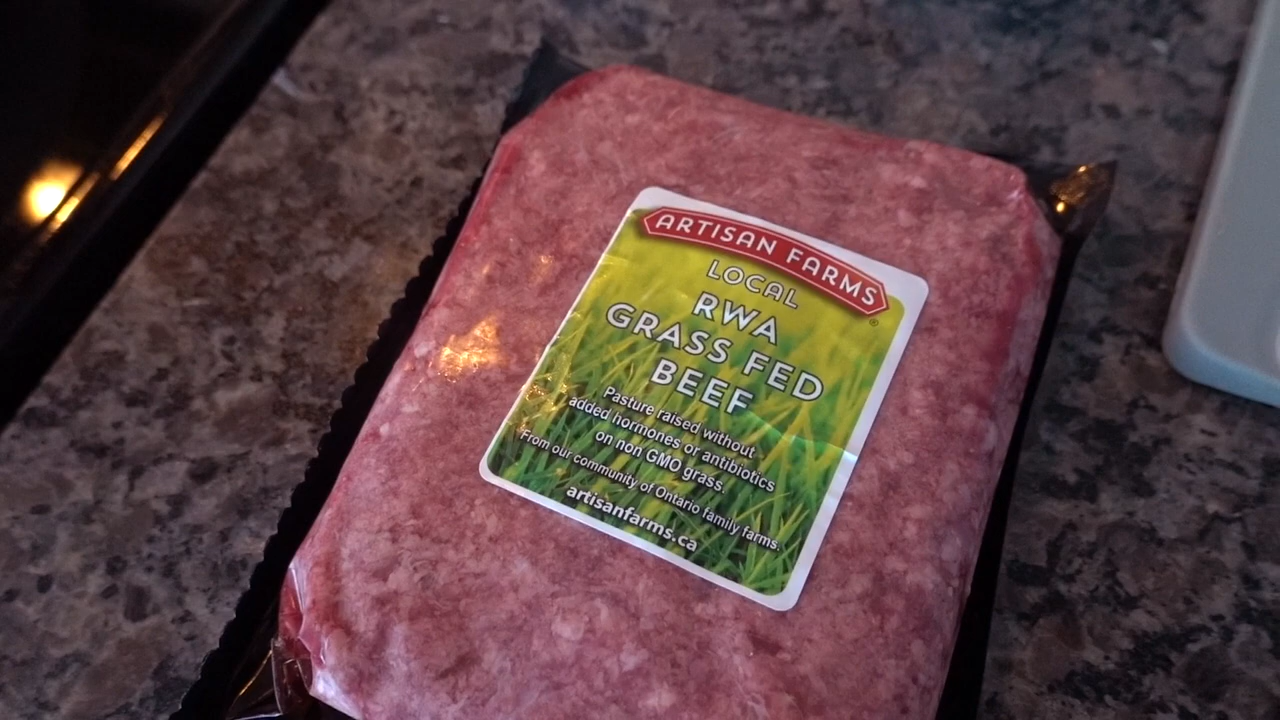 ARTISAN FARMS®
LOCAL
RWA
GRASS FED
BEEF
Pasture raised without
added hormones or antibiotics
on non GMO grass.
From our community of Ontario family farms.
artisanfarms.ca